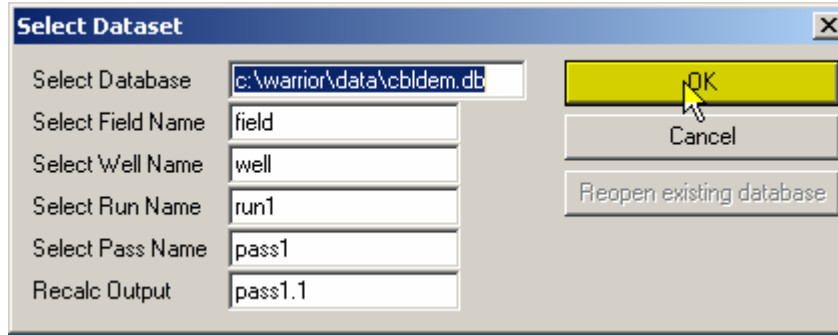 Select Dataset
Select Database c:\warrior\data\cbldem.db OK
Select Field Name field Cancel
Select Well Name well
Select Run Name run1 Reopen existing database
Select Pass Name pass1
Recalc Output pass1.1